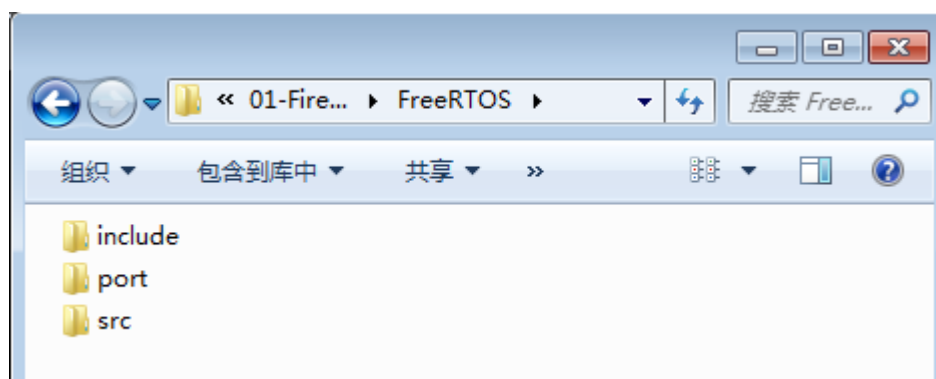 « 01-Fire... FreeRTOS 搜索 Free...
组织 包含到库中 共享 »
include
port
src